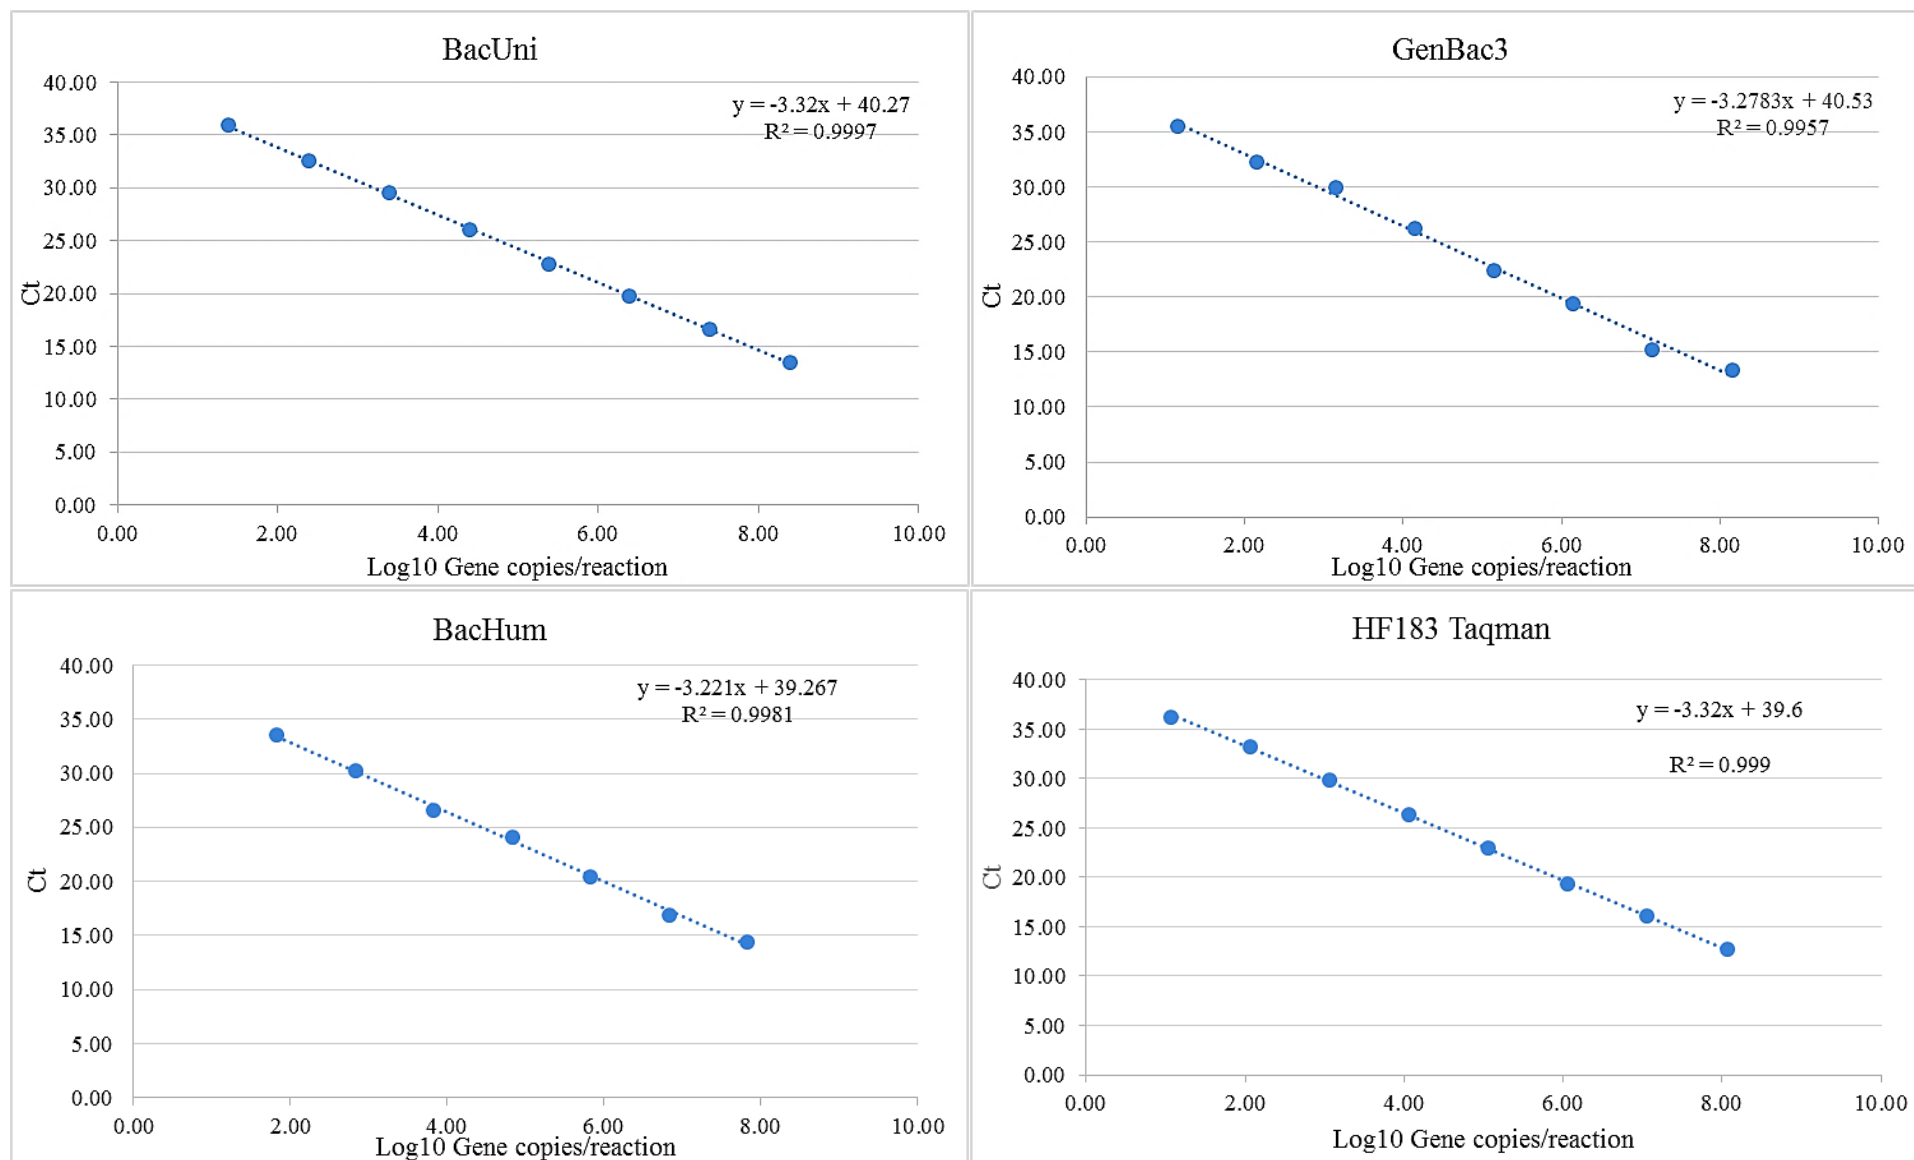 BacUni
40.00
35.00
30.00
25.00
20.00
15.00
10.00
5.00
0.00
Ct
y = -3.32x + 40.27
R² = 0.9997
0.00 2.00 4.00 6.00 8.00 10.00
Log10 Gene copies/reaction
GenBac3
40.00
35.00
30.00
25.00
20.00
15.00
10.00
5.00
0.00
Ct
y = -3.2783x + 40.53
R² = 0.9957
0.00 2.00 4.00 6.00 8.00 10.00
Log10 Gene copies/reaction
BacHum
40.00
35.00
30.00
25.00
20.00
15.00
10.00
5.00
0.00
Ct
y = -3.221x + 39.267
R² = 0.9981
0.00 2.00 4.00 6.00 8.00 10.00
Log10 Gene copies/reaction
HF183 Taqman
40.00
35.00
30.00
25.00
20.00
15.00
10.00
5.00
0.00
Ct
y = -3.32x + 39.6
R² = 0.999
0.00 2.00 4.00 6.00 8.00 10.00
Log10 Gene copies/reaction